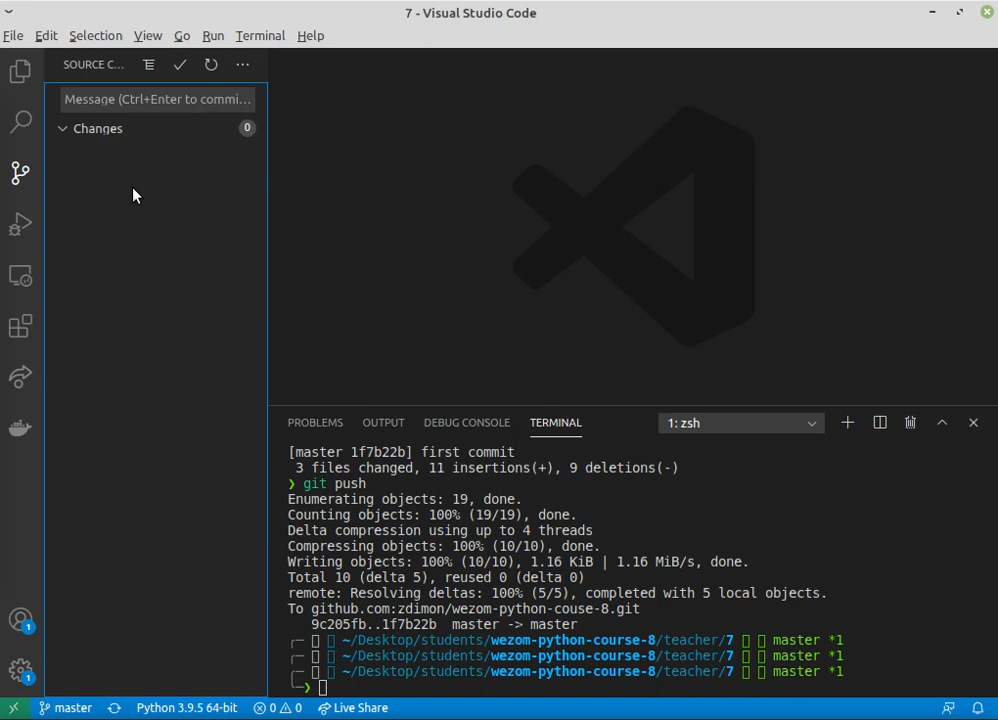 7 - Visual Studio Code
File Edit Selection View Go Run Terminal Help
SOURCE C...
Message (Ctrl+Enter to commi...
Changes 0
PROBLEMS OUTPUT DEBUG CONSOLE TERMINAL 1: zsh
[master 1f7b22b] first commit
3 files changed, 11 insertions(+), 9 deletions(-)
❯ git push
Enumerating objects: 19, done.
Counting objects: 100% (19/19), done.
Delta compression using up to 4 threads
Compressing objects: 100% (10/10), done.
Writing objects: 100% (10/10), 1.16 KiB | 1.16 MiB/s, done.
Total 10 (delta 5), reused 0 (delta 0)
remote: Resolving deltas: 100% (5/5), completed with 5 local objects.
To github.com:zdimon/wezom-python-couse-8.git
9c205fb..1f7b22b master -> master
~/Desktop/students/wezom-python-course-8/teacher/7 master *1
~/Desktop/students/wezom-python-course-8/teacher/7 master *1
~/Desktop/students/wezom-python-course-8/teacher/7 master *1
❯
1
1
master Python 3.9.5 64-bit 0 0 Live Share